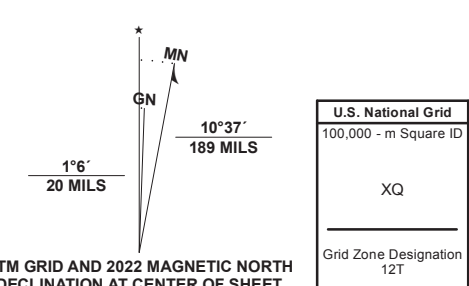 ★
MN
GN
10°37´
189 MILS
1°6´
20 MILS
TM GRID AND 2022 MAGNETIC NORTH
DECLINATION AT CENTER OF SHEET
U.S. National Grid
100,000 - m Square ID
XQ
Grid Zone Designation
12T